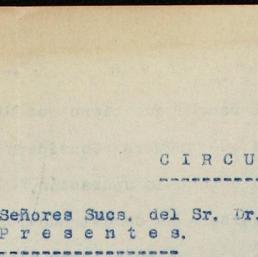 C I R C U
Señores Sucs. del Sr. Dr.
P r e s e n t e s.